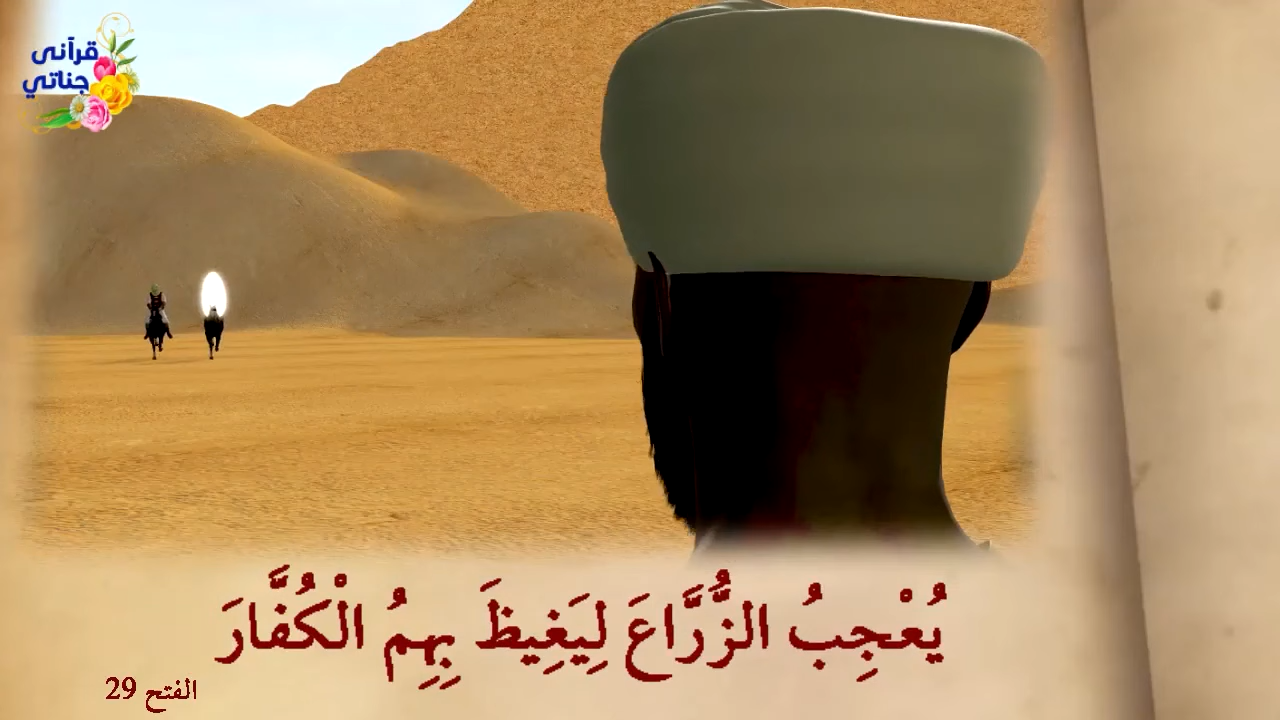 قرآنى
جناتي
يُعْجِبُ الزُّرَّاعَ لِيَغِيظَ بِهِمُ الْكُفَّارَ
الفتح 29